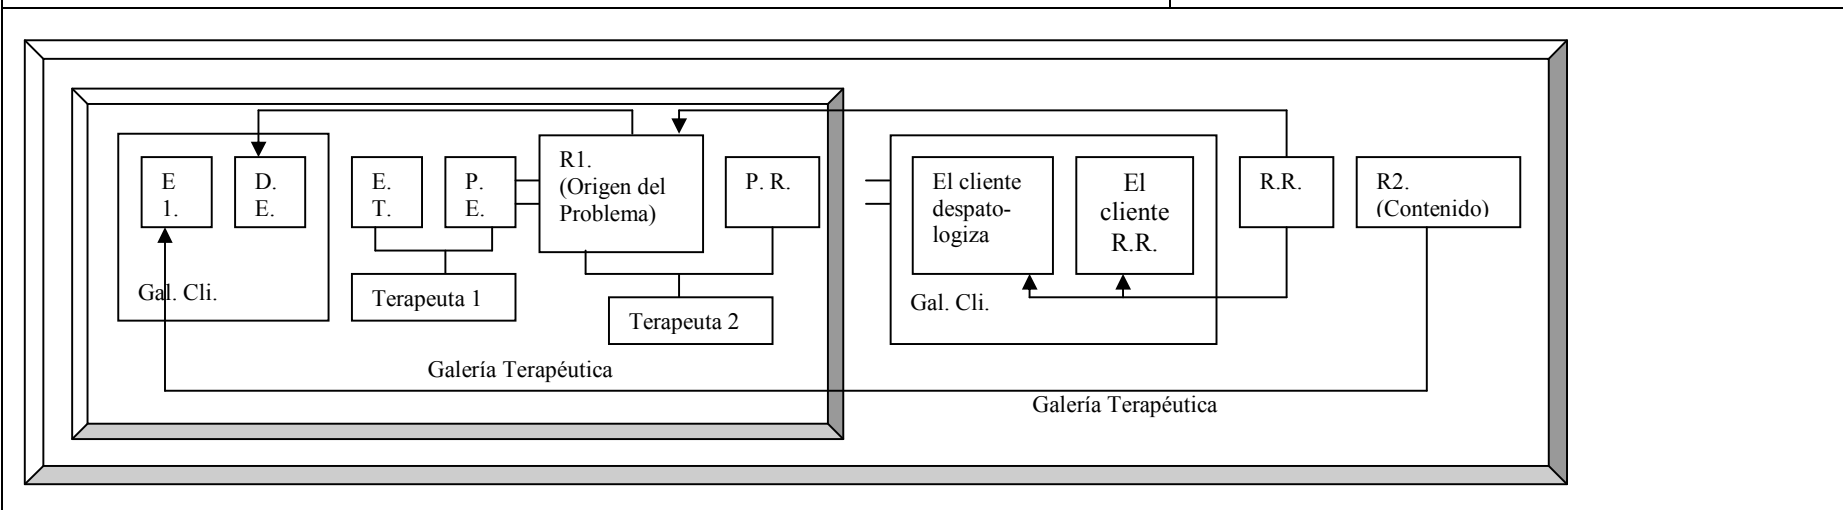 E
1.
D.
E.
Gal. Cli.
E.
T.
P.
E.
Terapeuta 1
R1.
(Origen del
Problema)
P. R.
Terapeuta 2
Galería Terapéutica
El cliente
despato-
logiza
El
cliente
R.R.
Gal. Cli.
R.R.
R2.
(Contenido)
Galería Terapéutica